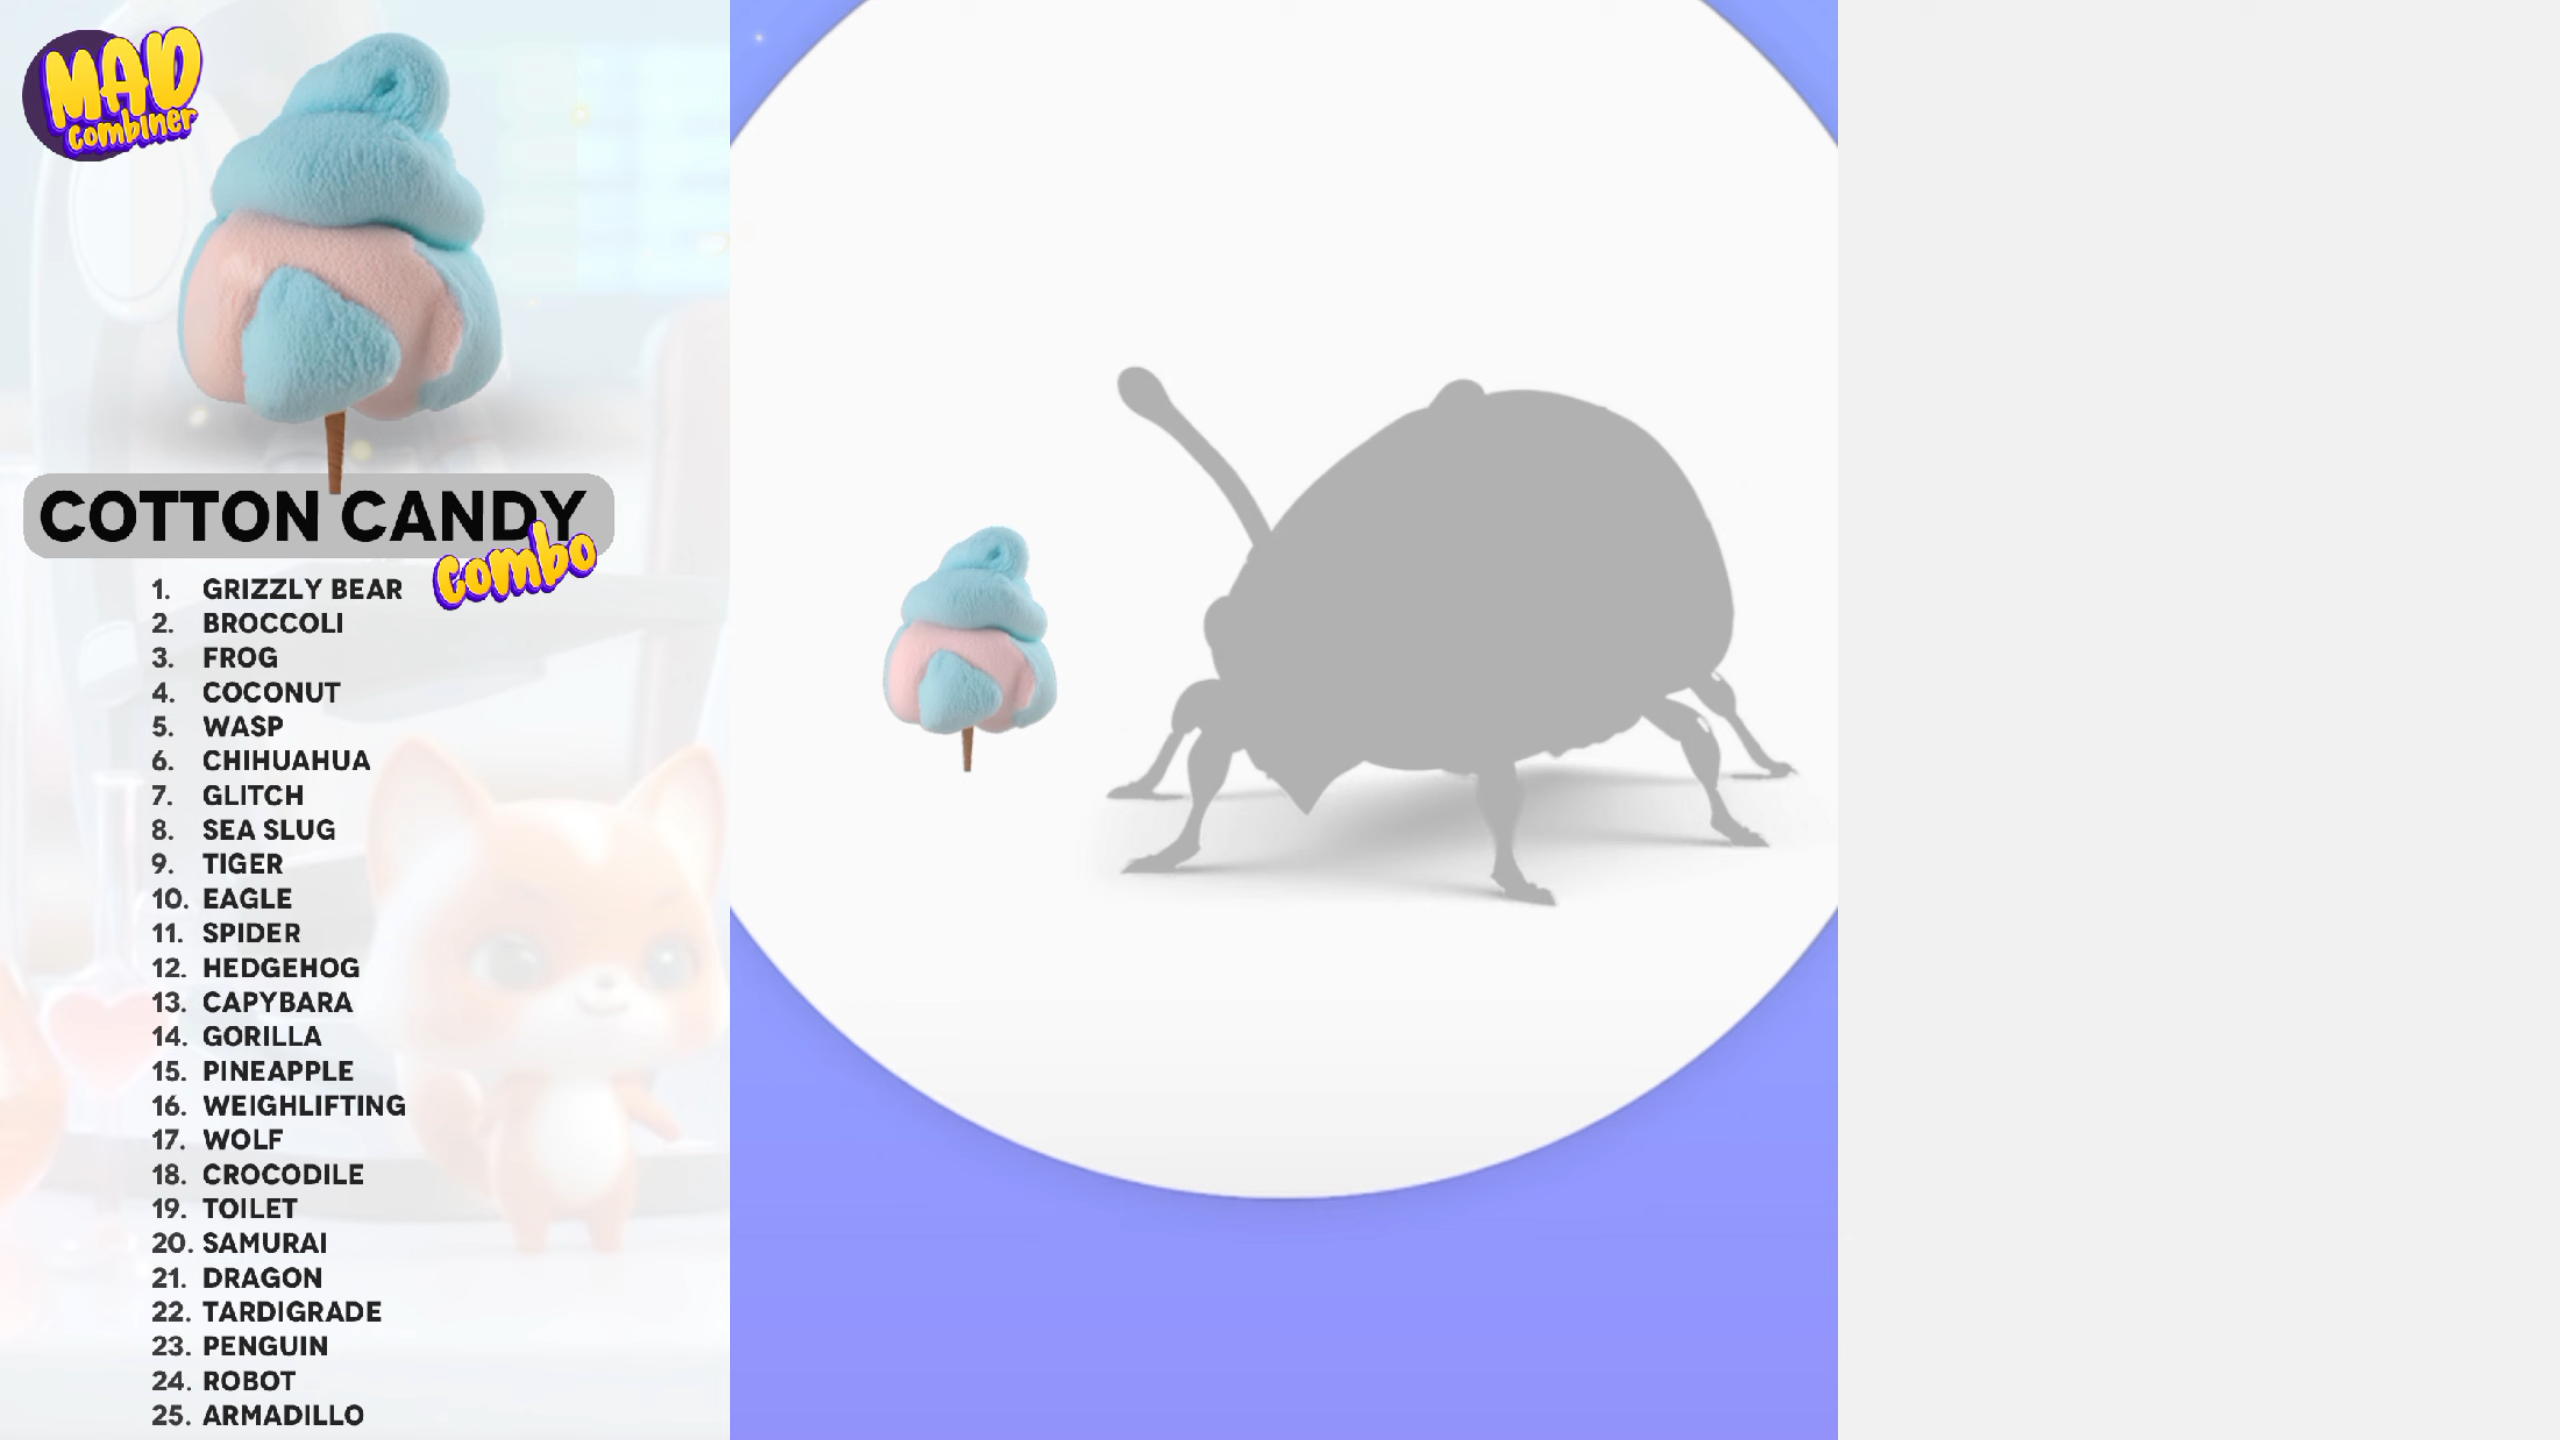 MAD
Combiner
COTTON CANDY
Combo
1. GRIZZLY BEAR
2. BROCCOLI
3. FROG
4. COCONUT
5. WASP
6. CHIHUAHUA
7. GLITCH
8. SEA SLUG
9. TIGER
10. EAGLE
11. SPIDER
12. HEDGEHOG
13. CAPYBARA
14. GORILLA
15. PINEAPPLE
16. WEIGHLIFTING
17. WOLF
18. CROCODILE
19. TOILET
20. SAMURAI
21. DRAGON
22. TARDIGRADE
23. PENGUIN
24. ROBOT
25. ARMADILLO